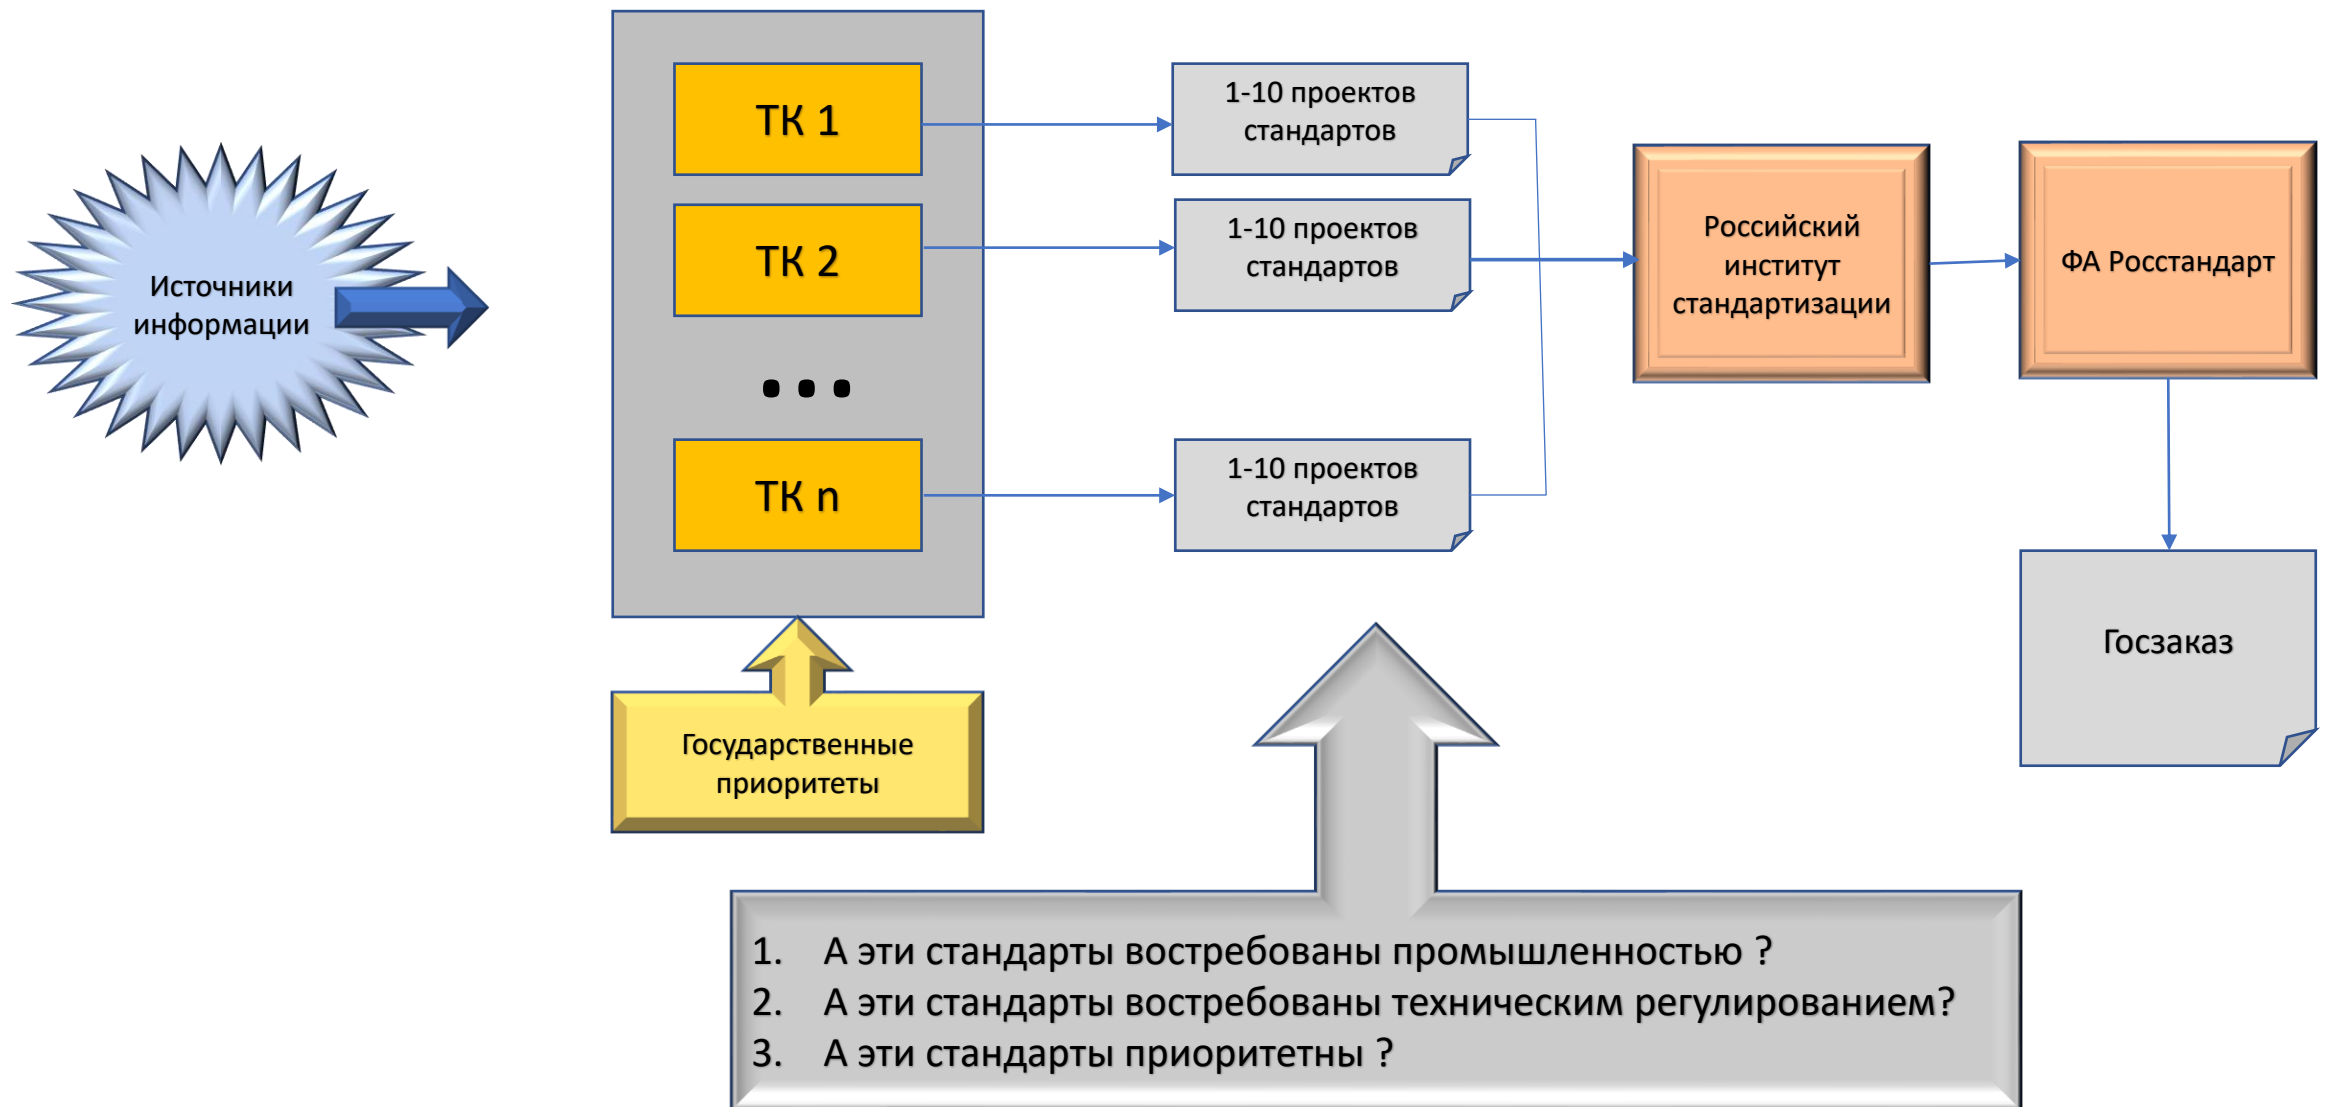 Источники
информации
ТК 1
ТК 2
...
ТК n
Государственные
приоритеты
1-10 проектов
стандартов
1-10 проектов
стандартов
1-10 проектов
стандартов
Российский
институт
стандартизации
ФА Росстандарт
Госзаказ
1. А эти стандарты востребованы промышленностью ?
2. А эти стандарты востребованы техническим регулированием?
3. А эти стандарты приоритетны ?